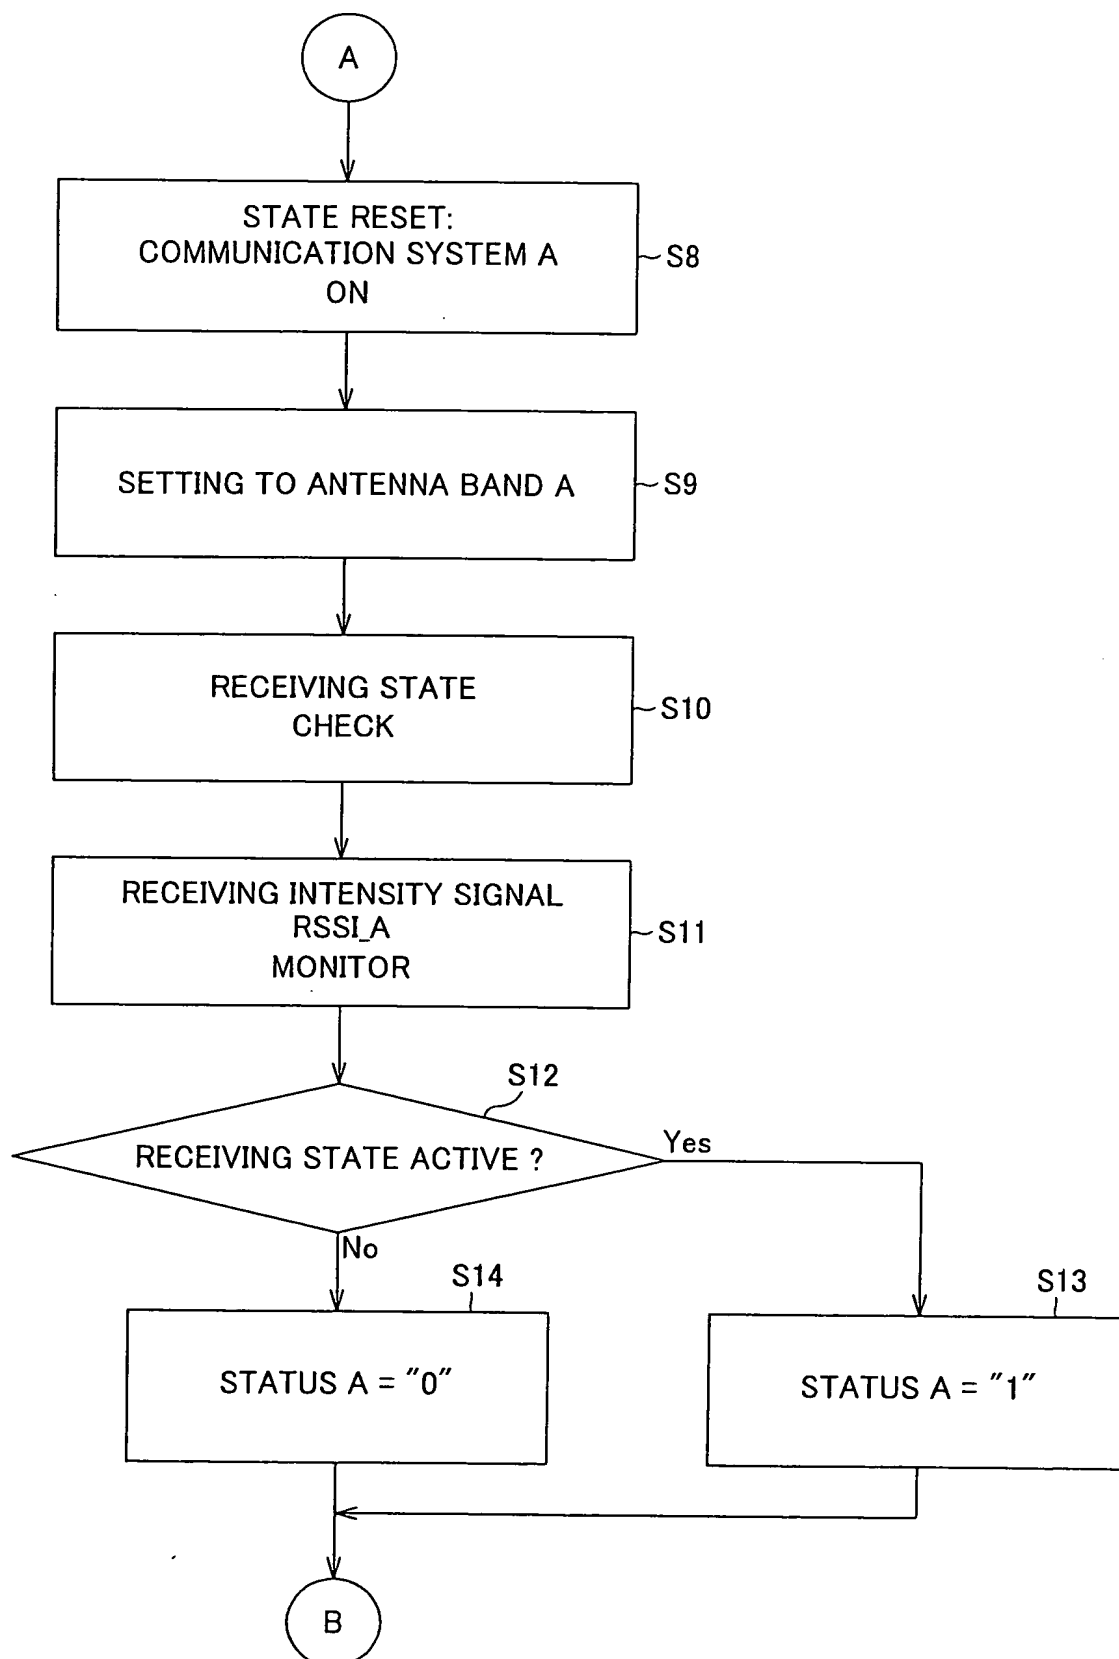 A
STATE RESET:
COMMUNICATION SYSTEM A
ON
S8
SETTING TO ANTENNA BAND A
S9
RECEIVING STATE
CHECK
S10
RECEIVING INTENSITY SIGNAL
RSSI_A
MONITOR
S11
S12
RECEIVING STATE ACTIVE ?
Yes
No
S14
S13
STATUS A = "0"
STATUS A = "1"
B